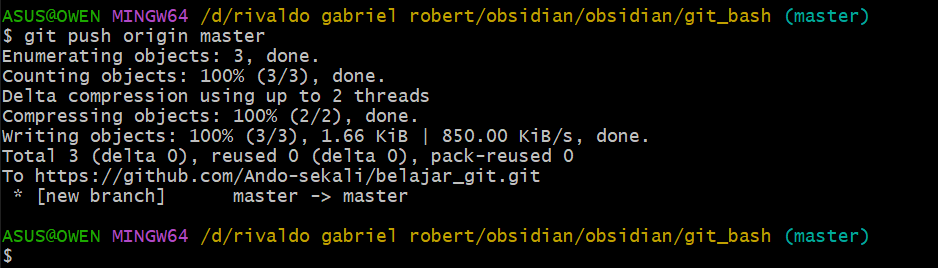 ASUS@OWEN MINGW64 /d/rivaldo gabriel robert/obsidian/obsidian/git_bash (master)
$ git push origin master
Enumerating objects: 3, done.
Counting objects: 100% (3/3), done.
Delta compression using up to 2 threads
Compressing objects: 100% (2/2), done.
Writing objects: 100% (3/3), 1.66 KiB | 850.00 KiB/s, done.
Total 3 (delta 0), reused 0 (delta 0), pack-reused 0
To https://github.com/Ando-sekali/belajar_git.git
 * [new branch]      master -> master
ASUS@OWEN MINGW64 /d/rivaldo gabriel robert/obsidian/obsidian/git_bash (master)
$